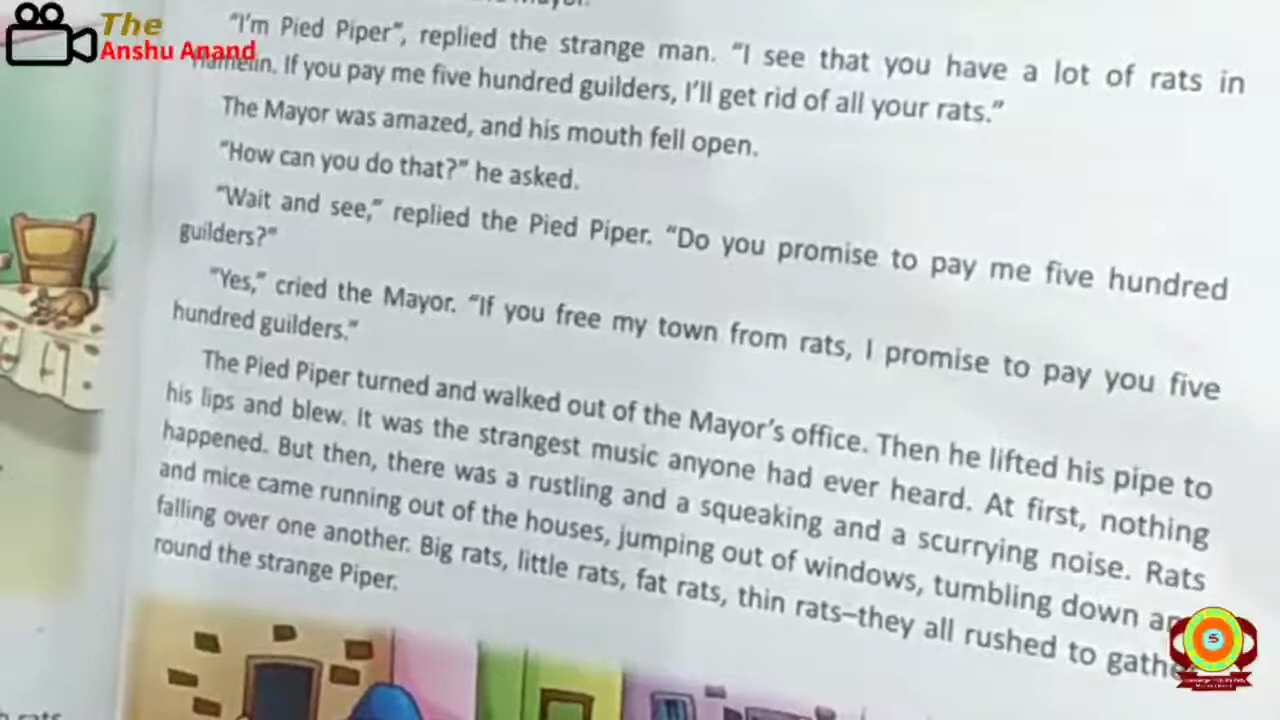 The
Anshu Anand
"I'm Pied Piper", replied the strange man. "I see that you have a lot of rats in
Hamelin. If you pay me five hundred guilders, I'll get rid of all your rats."
The Mayor was amazed, and his mouth fell open.
"How can you do that?" he asked.
"Wait and see," replied the Pied Piper. "Do you promise to pay me five hundred
guilders?"
"Yes," cried the Mayor. "If you free my town from rats, I promise to pay you five
hundred guilders."
The Pied Piper turned and walked out of the Mayor's office. Then he lifted his pipe to
his lips and blew. It was the strangest music anyone had ever heard. At first, nothing
happened. But then, there was a rustling and a squeaking and a scurrying noise. Rats
and mice came running out of the houses, jumping out of windows, tumbling down
falling over one another. Big rats, little rats, fat rats, thin rats–they all rushed to
round the strange Piper.
rats
S